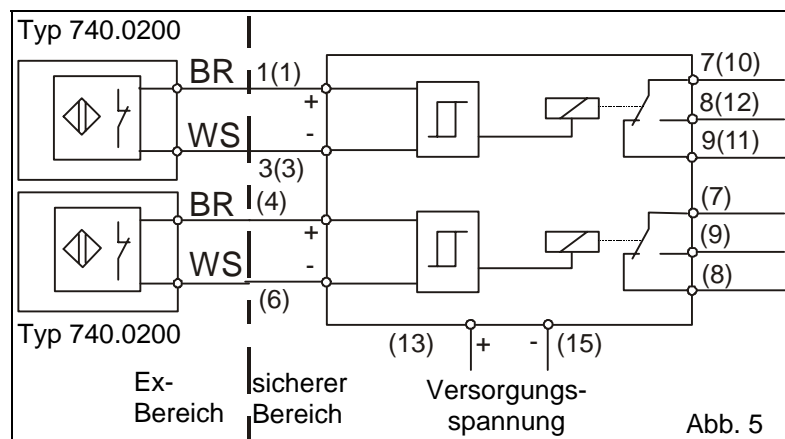 Typ 740.0200
BR 1(1) 7(10)
+ 8(12)
WS - 9(11)
3(3)
BR (4) (7)
+ (9)
WS - (8)
(6)
Typ 740.0200
(13) + - (15)
Ex- sicherer Versorgungs-
Bereich Bereich spannung Abb. 5